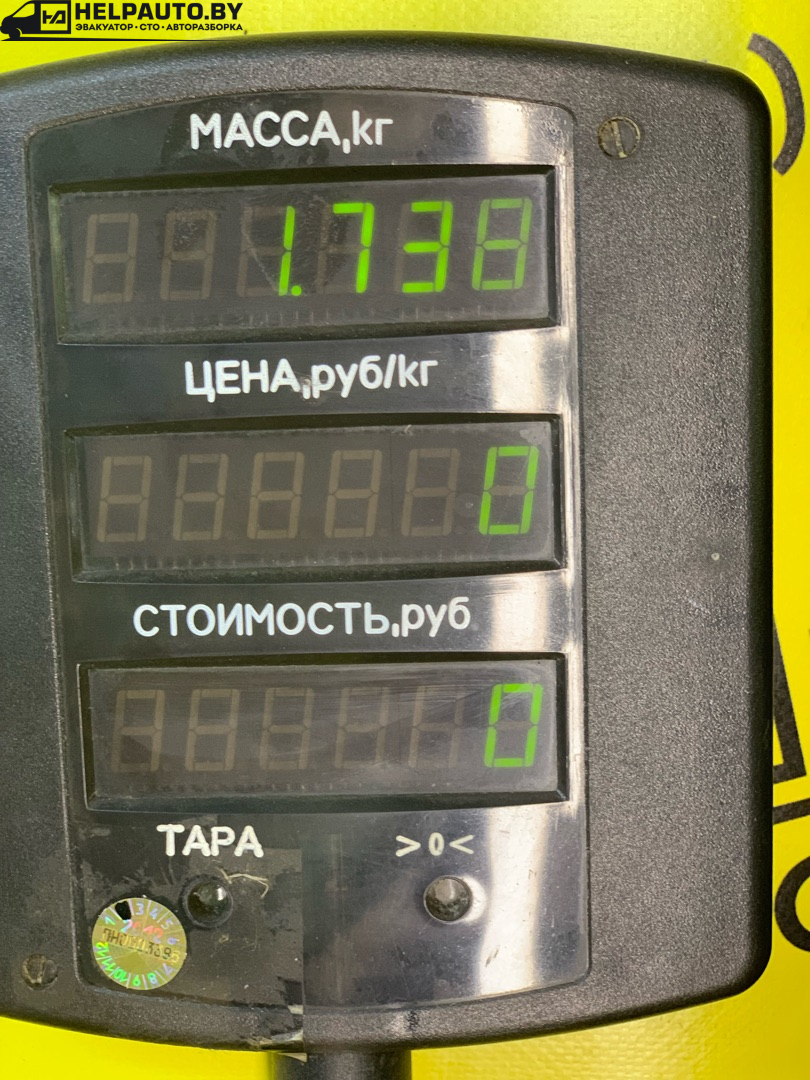 HELPAUTO.BY
ЭВАКУАТОР • СТО • АВТОРАЗБОРКА
МАССА,кг
1.738
ЦЕНА,руб/кг
0
СТОИМОСТЬ,руб
0
ТАРА >0<